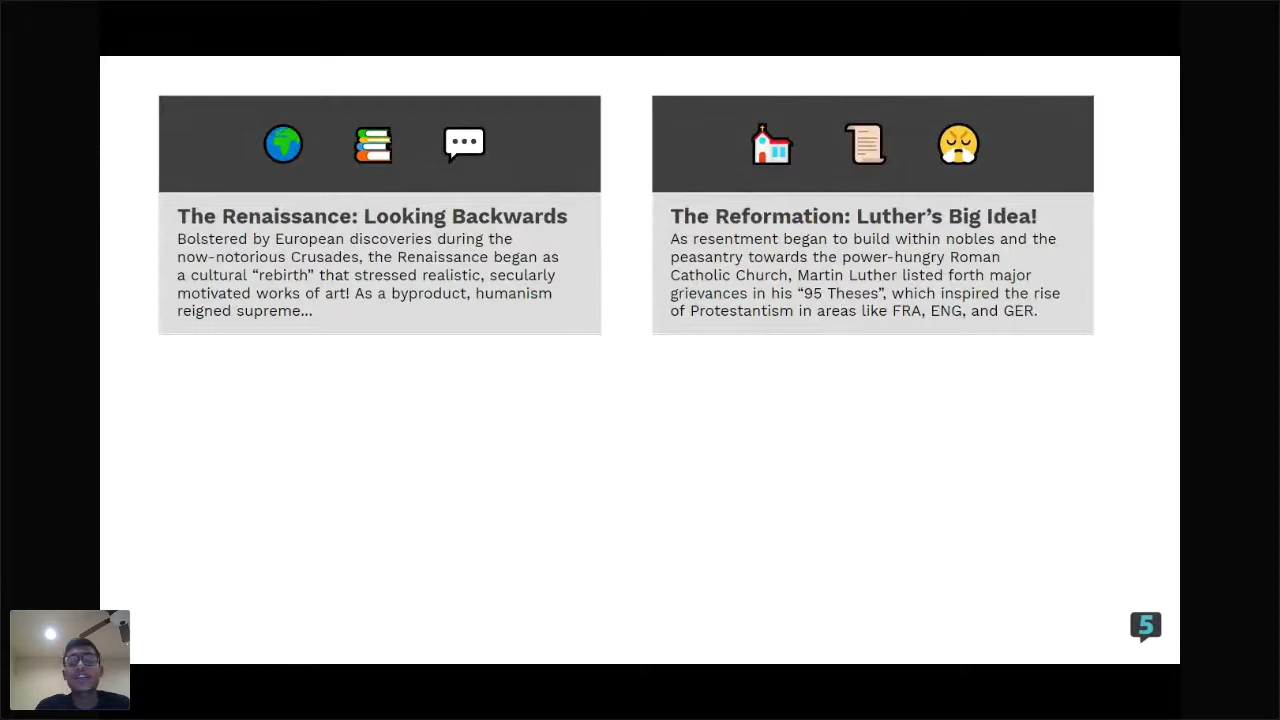 The Renaissance: Looking Backwards
Bolstered by European discoveries during the
now-notorious Crusades, the Renaissance began as
a cultural “rebirth” that stressed realistic, secularly
motivated works of art! As a byproduct, humanism
reigned supreme...
The Reformation: Luther’s Big Idea!
As resentment began to build within nobles and the
peasantry towards the power-hungry Roman
Catholic Church, Martin Luther listed forth major
grievances in his “95 Theses”, which inspired the rise
of Protestantism in areas like FRA, ENG, and GER.
5